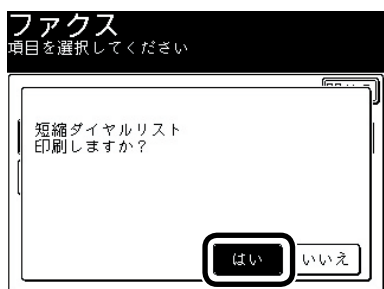 ファクス
項目を選択してください
短縮ダイヤルリスト
印刷しますか?
はい
いいえ